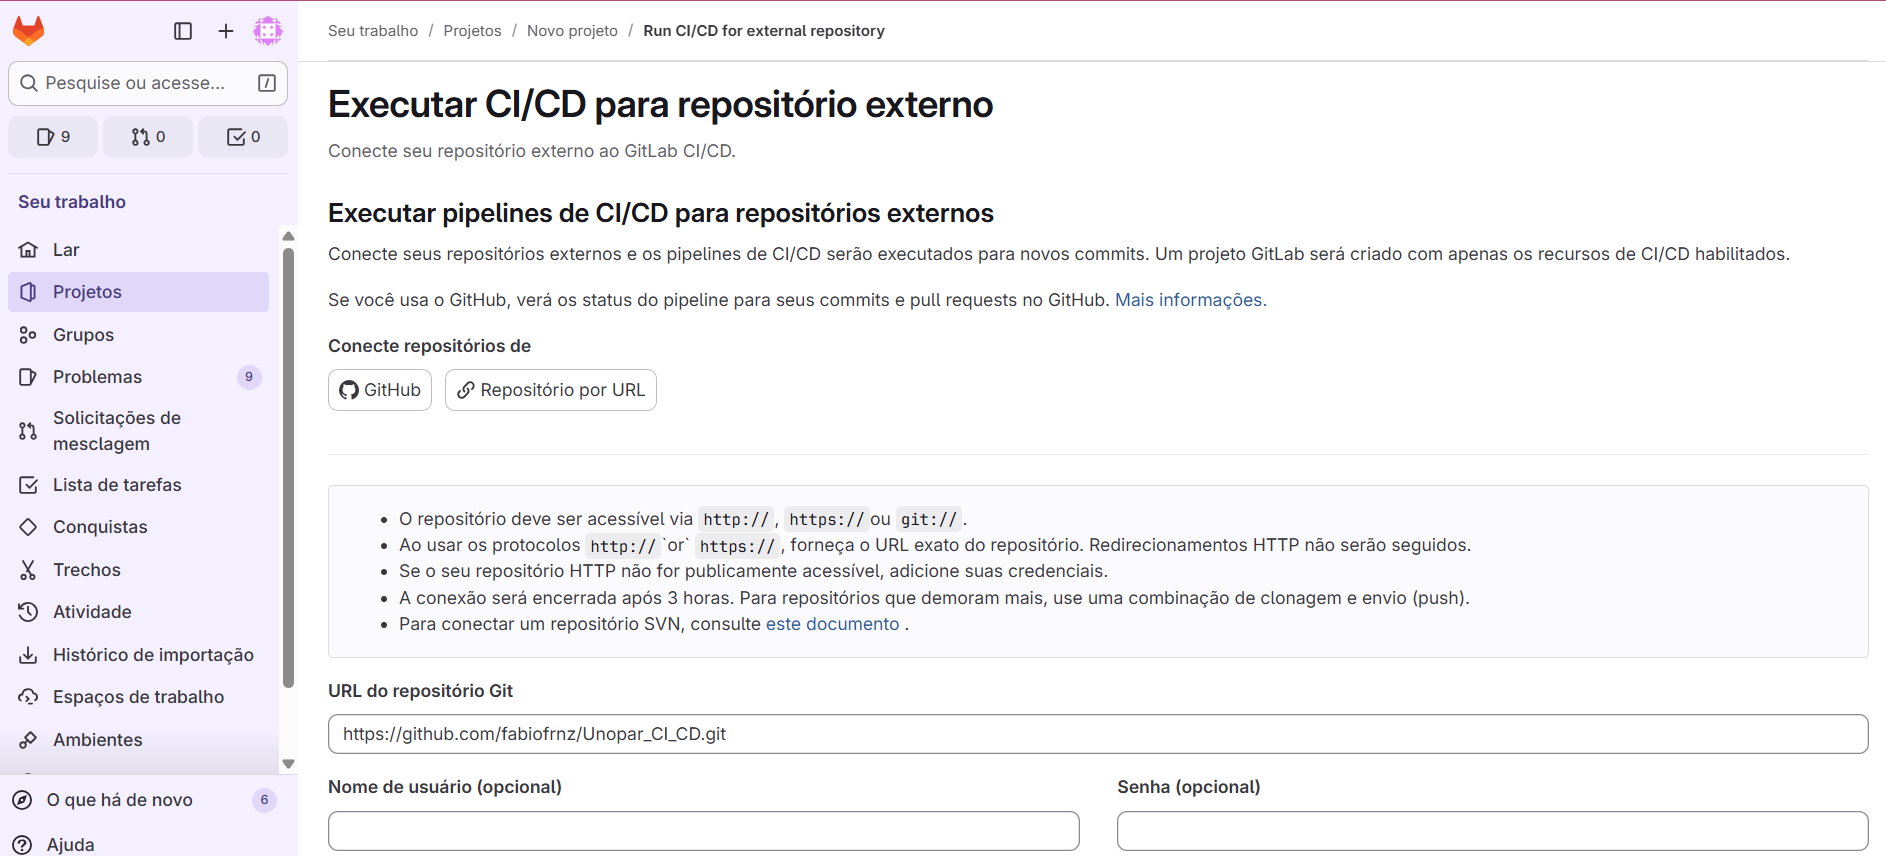 Seu trabalho / Projetos / Novo projeto / Run CI/CD for external repository
Pesquise ou acesse... /
9 0 0
Seu trabalho
Lar
Projetos
Grupos
Problemas 9
Solicitações de
mesclagem
Lista de tarefas
Conquistas
Trechos
Atividade
Histórico de importação
Espaços de trabalho
Ambientes
O que há de novo 6
Ajuda
Executar CI/CD para repositório externo
Conecte seu repositório externo ao GitLab CI/CD.
Executar pipelines de CI/CD para repositórios externos
Conecte seus repositórios externos e os pipelines de CI/CD serão executados para novos commits. Um projeto GitLab será criado com apenas os recursos de CI/CD habilitados.
Se você usa o GitHub, verá os status do pipeline para seus commits e pull requests no GitHub. Mais informações.
Conecte repositórios de
GitHub Repositório por URL
• O repositório deve ser acessível via http://, https:// ou git://.
• Ao usar os protocolos http:// `or` https://, forneça o URL exato do repositório. Redirecionamentos HTTP não serão seguidos.
• Se o seu repositório HTTP não for publicamente acessível, adicione suas credenciais.
• A conexão será encerrada após 3 horas. Para repositórios que demoram mais, use uma combinação de clonagem e envio (push).
• Para conectar um repositório SVN, consulte este documento .
URL do repositório Git
https://github.com/fabiofrnz/Unopar_CI_CD.git
Nome de usuário (opcional) Senha (opcional)